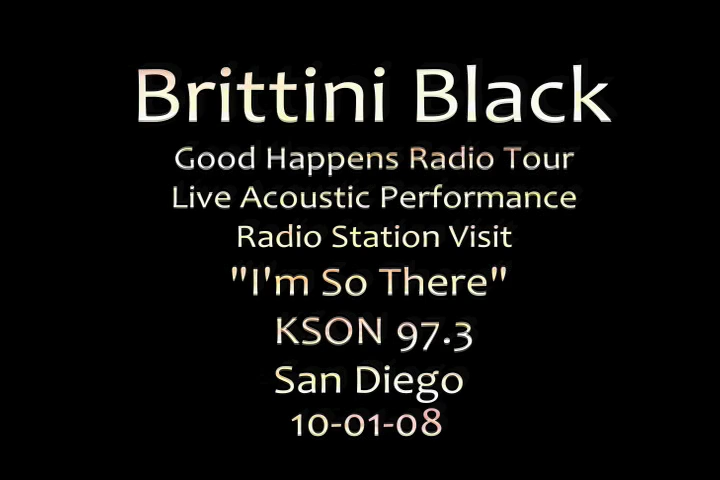 Brittini Black
Good Happens Radio Tour
Live Acoustic Performance
Radio Station Visit
"I'm So There"
KSON 97.3
San Diego
10-01-08